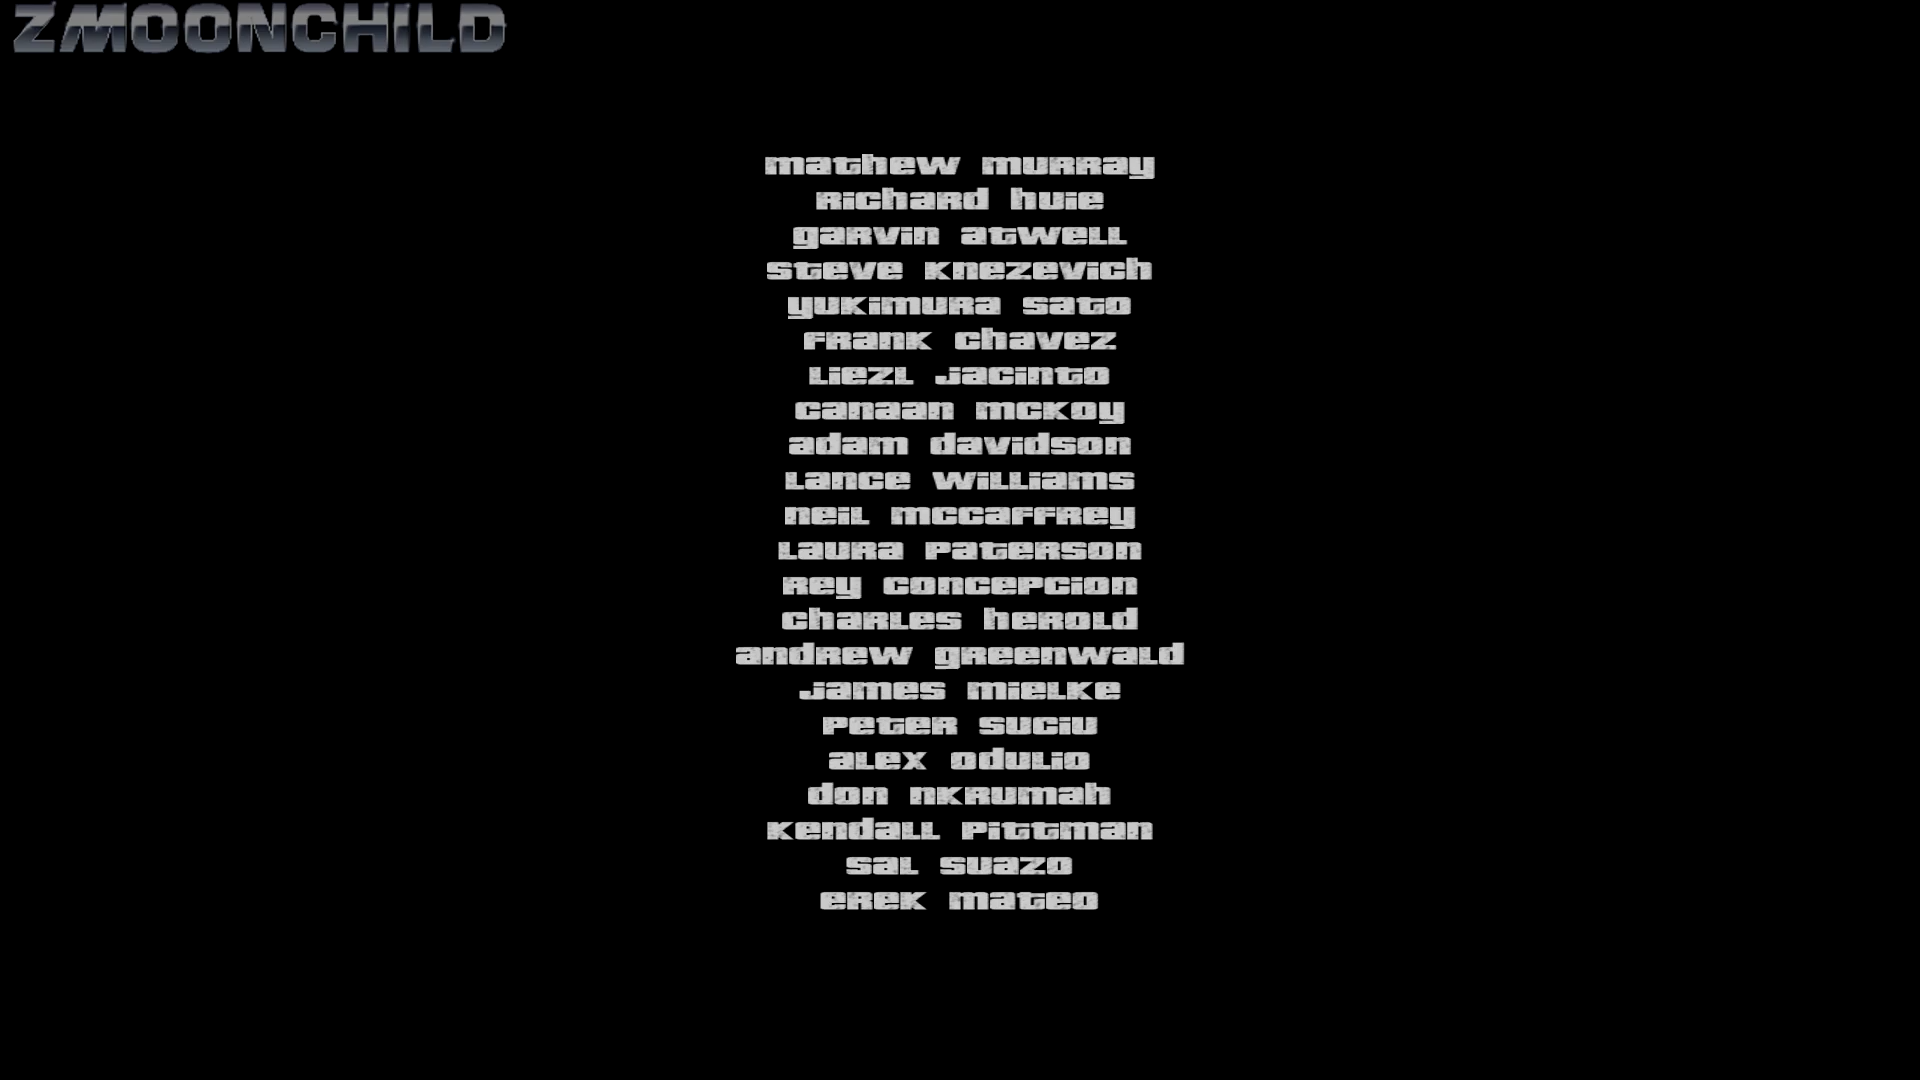 ZMOONCHILD
mathew murray
Richard huie
garvin atwell
steve knezevich
yukimura sato
frank chavez
Liezl jacinto
canaan mckoy
adam davidson
Lance williams
neil mccaffrey
Laura Paterson
Rey concepcion
charles herold
andrew greenwald
james mielke
Peter suciu
alex odulio
don nkrumah
kendall Pittman
sal suazo
erek mateo